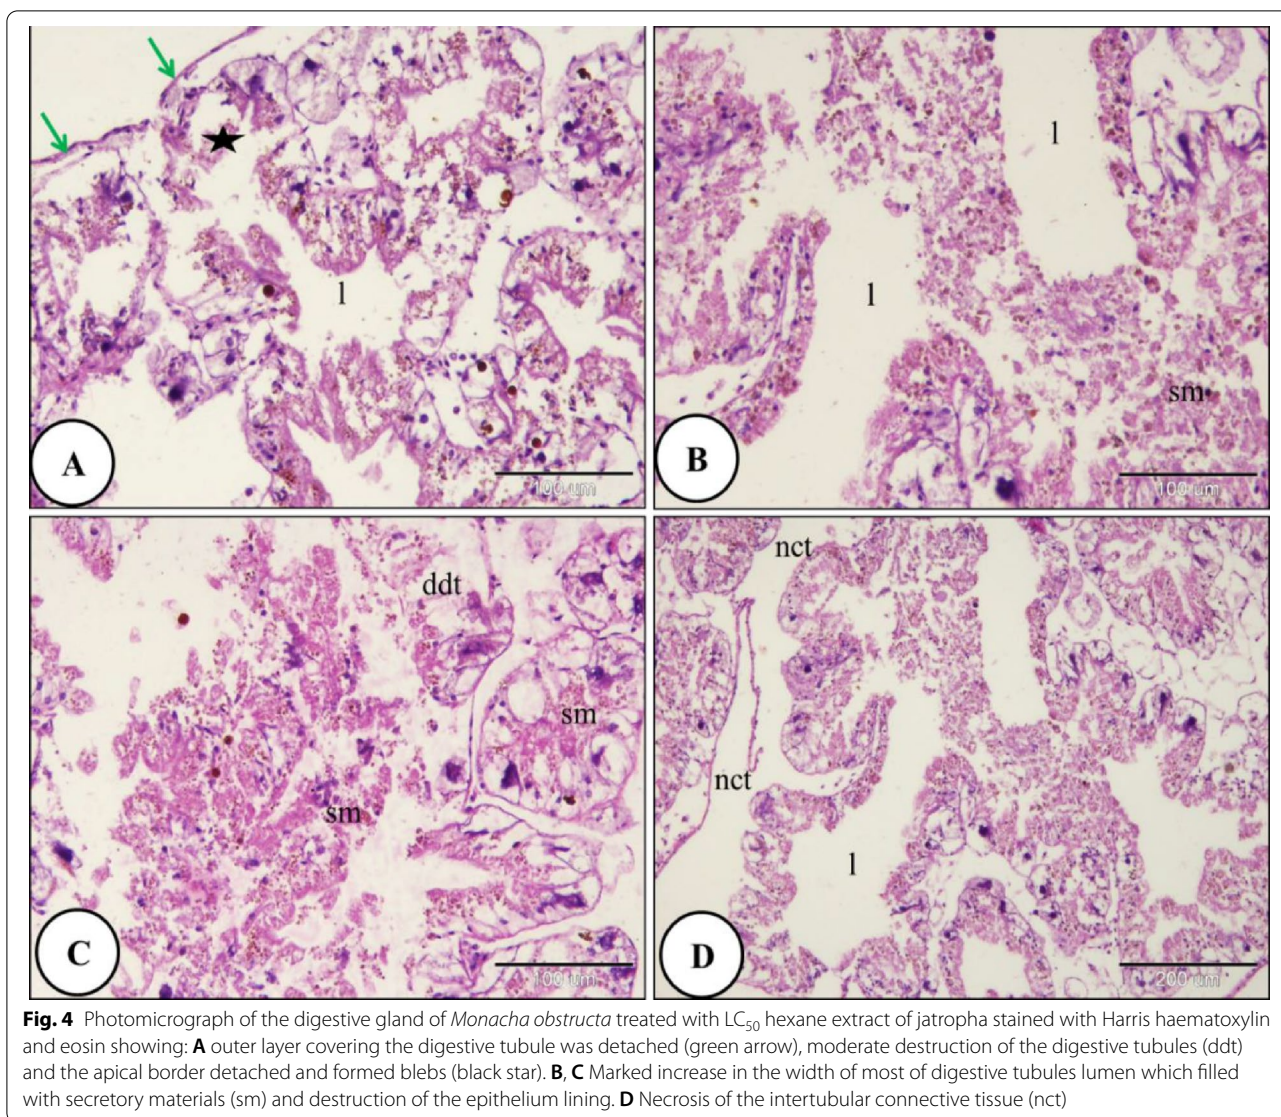 l
A
100 um
l
l
sm
B
100 um
ddt
sm
sm
C
100 um
nct
nct
l
D
200 um
Fig. 4 Photomicrograph of the digestive gland of Monacha obstructa treated with LC50 hexane extract of jatropha stained with Harris haematoxylin
and eosin showing: A outer layer covering the digestive tubule was detached (green arrow), moderate destruction of the digestive tubules (ddt)
and the apical border detached and formed blebs (black star). B, C Marked increase in the width of most of digestive tubules lumen which filled
with secretory materials (sm) and destruction of the epithelium lining. D Necrosis of the intertubular connective tissue (nct)